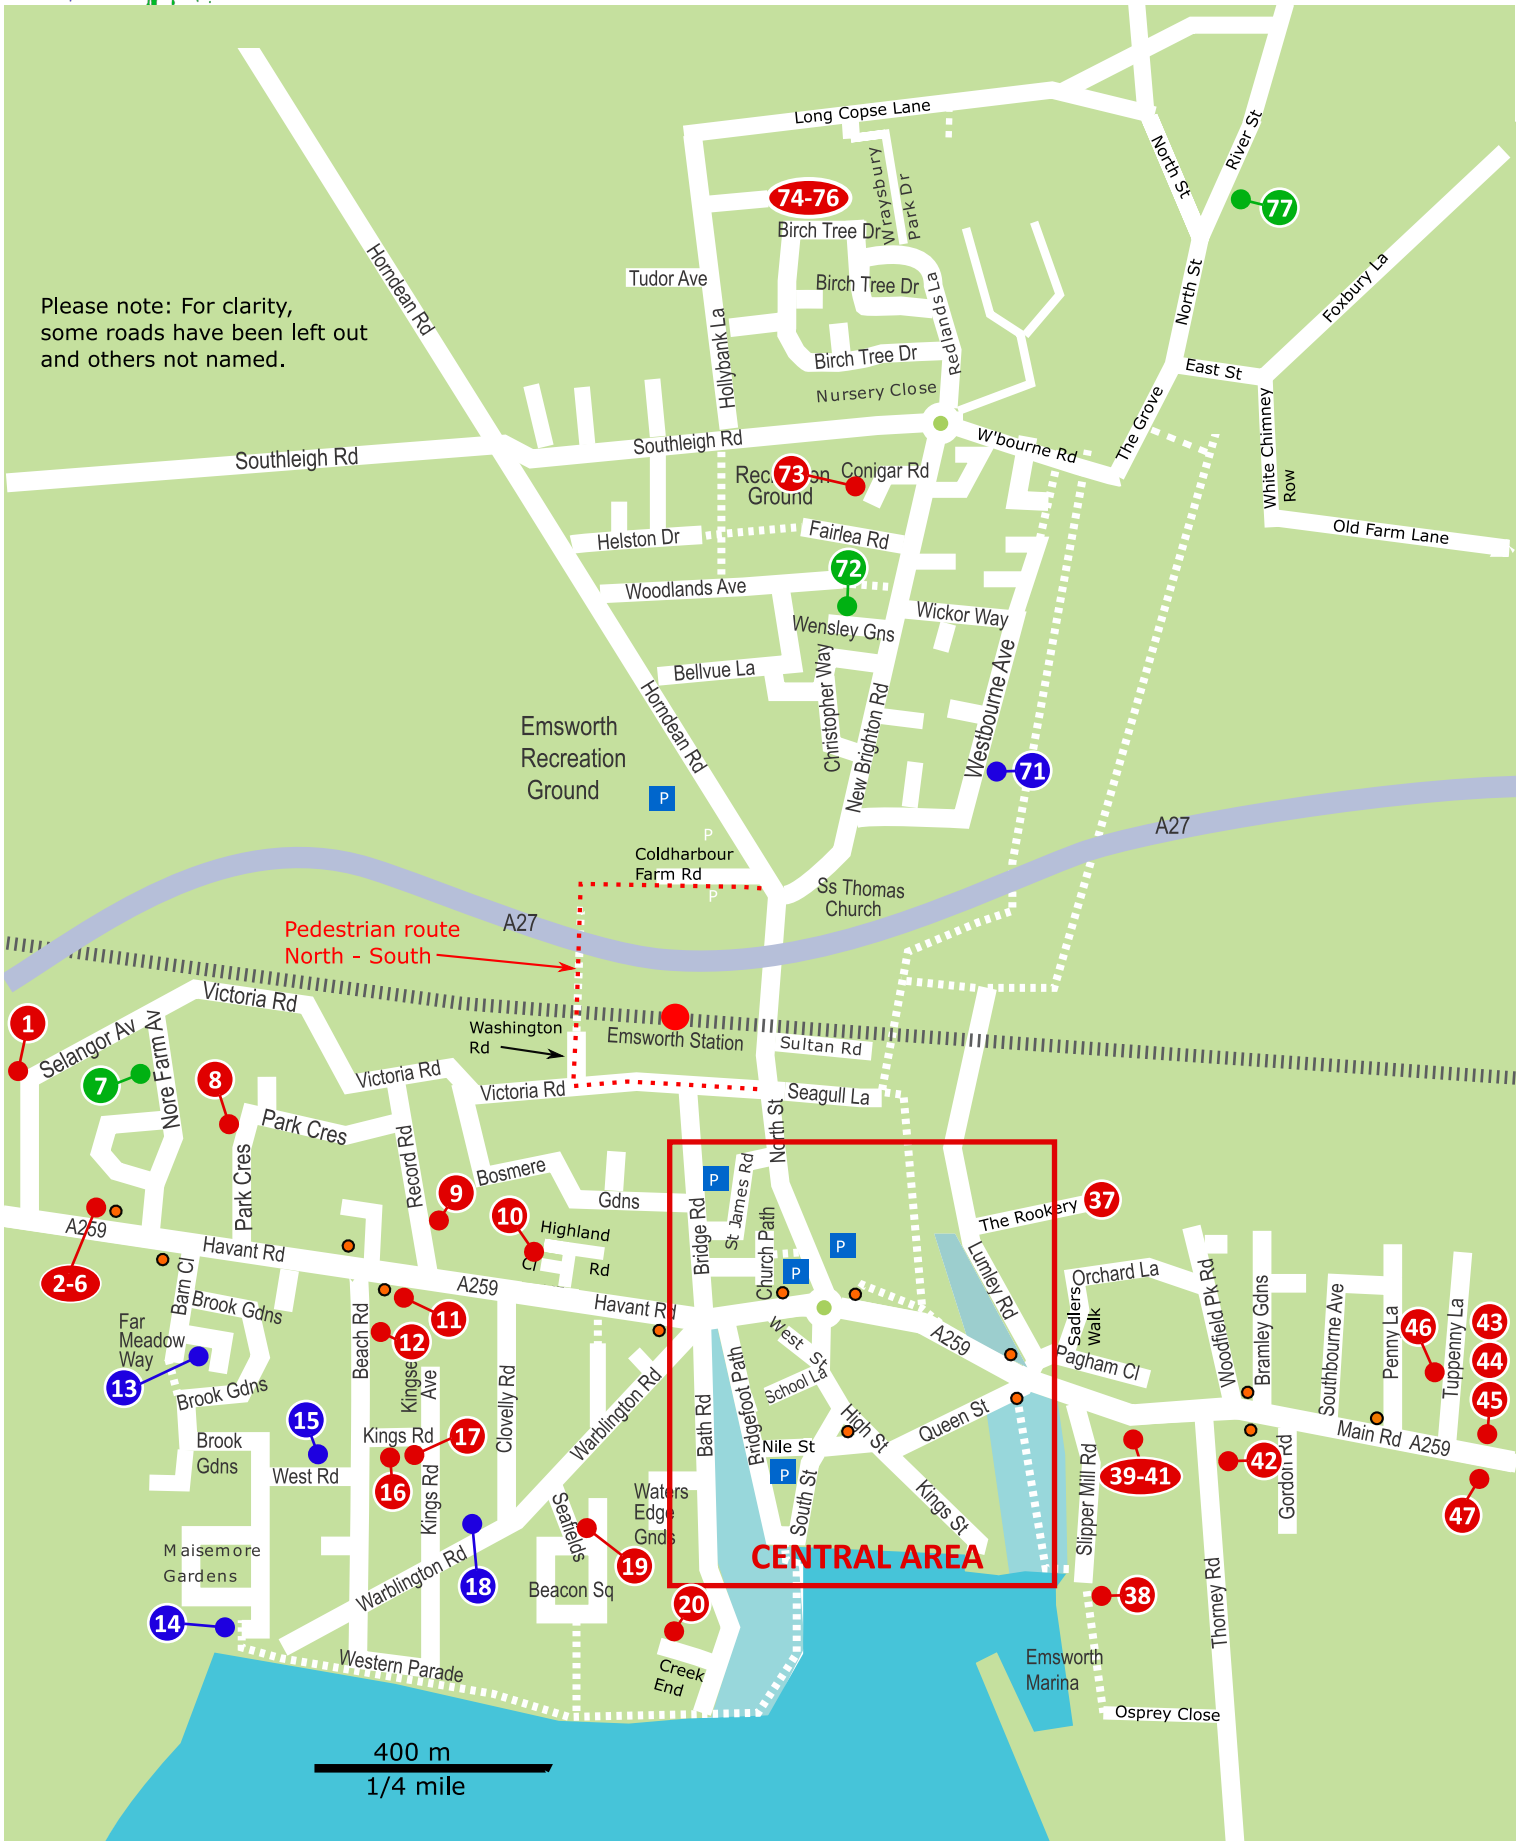 Long Copse Lane
North St
River St
74-76
Wraysbury
Park Dr
77
Birch Tree Dr
Horndean Rd
Tudor Ave
Birch Tree Dr
Redlands La
North St
Foxbury La
Please note: For clarity,
some roads have been left out
and others not named.
Hollybank La
Birch Tree Dr
East St
Nursery Close
The Grove
White Chimney
Row
Southleigh Rd
Southleigh Rd
W'bourne Rd
73
Conigar Rd
Ground
Old Farm Lane
Helston Dr
Fairlea Rd
72
Woodlands Ave
Wickor Way
Wensley Gns
Bellvue La
Christopher Way
Westbourne Ave
Horndean Rd
New Brighton Rd
Emsworth
Recreation
Ground
71
P
P
A27
Coldharbour
Farm Rd
P
Ss Thomas
Church
A27
Pedestrian route
North - South
Victoria Rd
1
Selangor Av
Nore Farm Av
Washington
Rd
Emsworth Station
Sultan Rd
7
8
Victoria Rd
Victoria Rd
Seagull La
Park Cres
North St
Record Rd
Park Cres
Bosmere
Gdns
P
St James Rd
9
10
Highland
Cl
Rd
37
The Rookery
A259
Havant Rd
Bridge Rd
Church Path
P
P
Lumley Rd
2-6
Barn Cl
A259
Havant Rd
Orchard La
Sadlers
Walk
Woodfield Pk Rd
Bramley Gdns
Southbourne Ave
Penny La
Tuppenny La
Brook Gdns
Far
Meadow
Way
Beach Rd
11
12
West St
A259
Pagham Cl
46
43
44
45
13
Brook Gdns
Ave
Clovelly Rd
Warblington Rd
Bath Rd
Bridgefoot Path
School La
High St
Queen St
15
Kings Rd
17
Nile St
Main Rd A259
Brook
Gdns
West Rd
16
Kings Rd
P
South St
Kings St
Slipper Mill Rd
39-41
42
Gordon Rd
47
Waters
Edge
Gnds
Seafields
Maisemore
Gardens
Warblington Rd
18
19
CENTRAL AREA
Beacon Sq
20
38
14
Thorney Rd
Western Parade
Creek
End
Emsworth
Marina
Osprey Close
400 m
1/4 mile